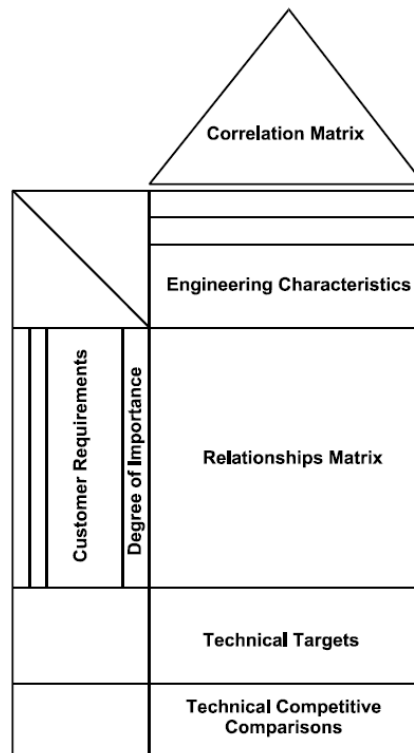 Correlation Matrix
Engineering Characteristics
Customer Requirements
Degree of Importance
Relationships Matrix
Technical Targets
Technical Competitive
Comparisons